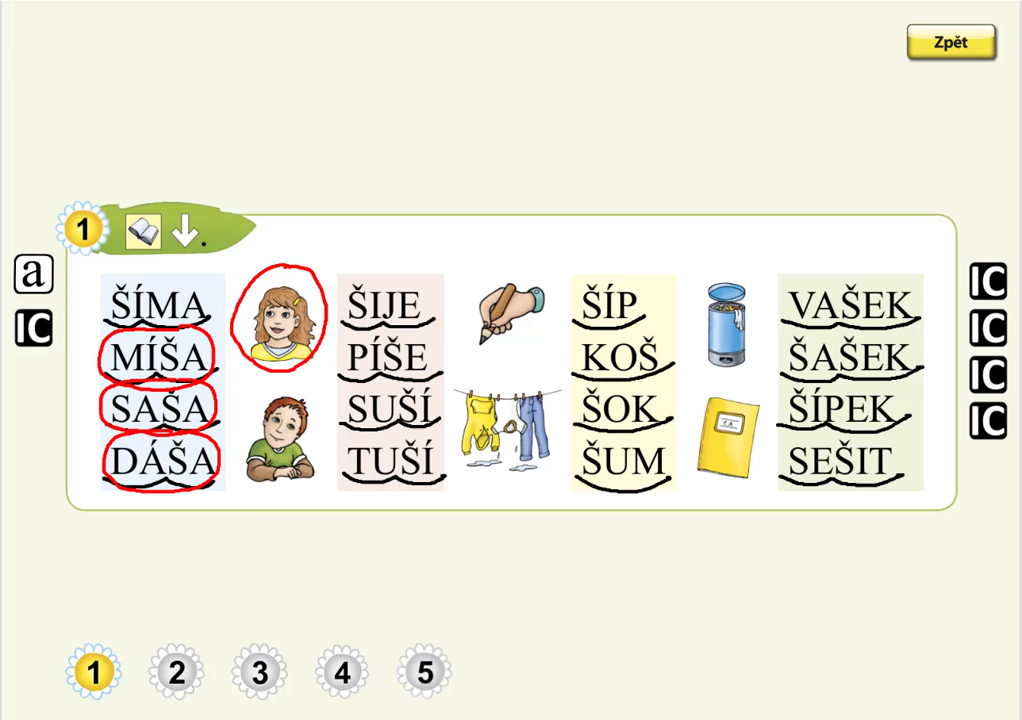 Zpět
1 .
a
IC
ŠÍMA
MÍŠA
SAŠA
DÁŠA
ŠIJE
PÍŠE
SUŠÍ
TUŠÍ
ŠÍP
KOŠ
ŠOK
ŠUM
VAŠEK
ŠAŠEK
ŠÍPEK
SEŠIT
IC
IC
IC
IC
1 2 3 4 5